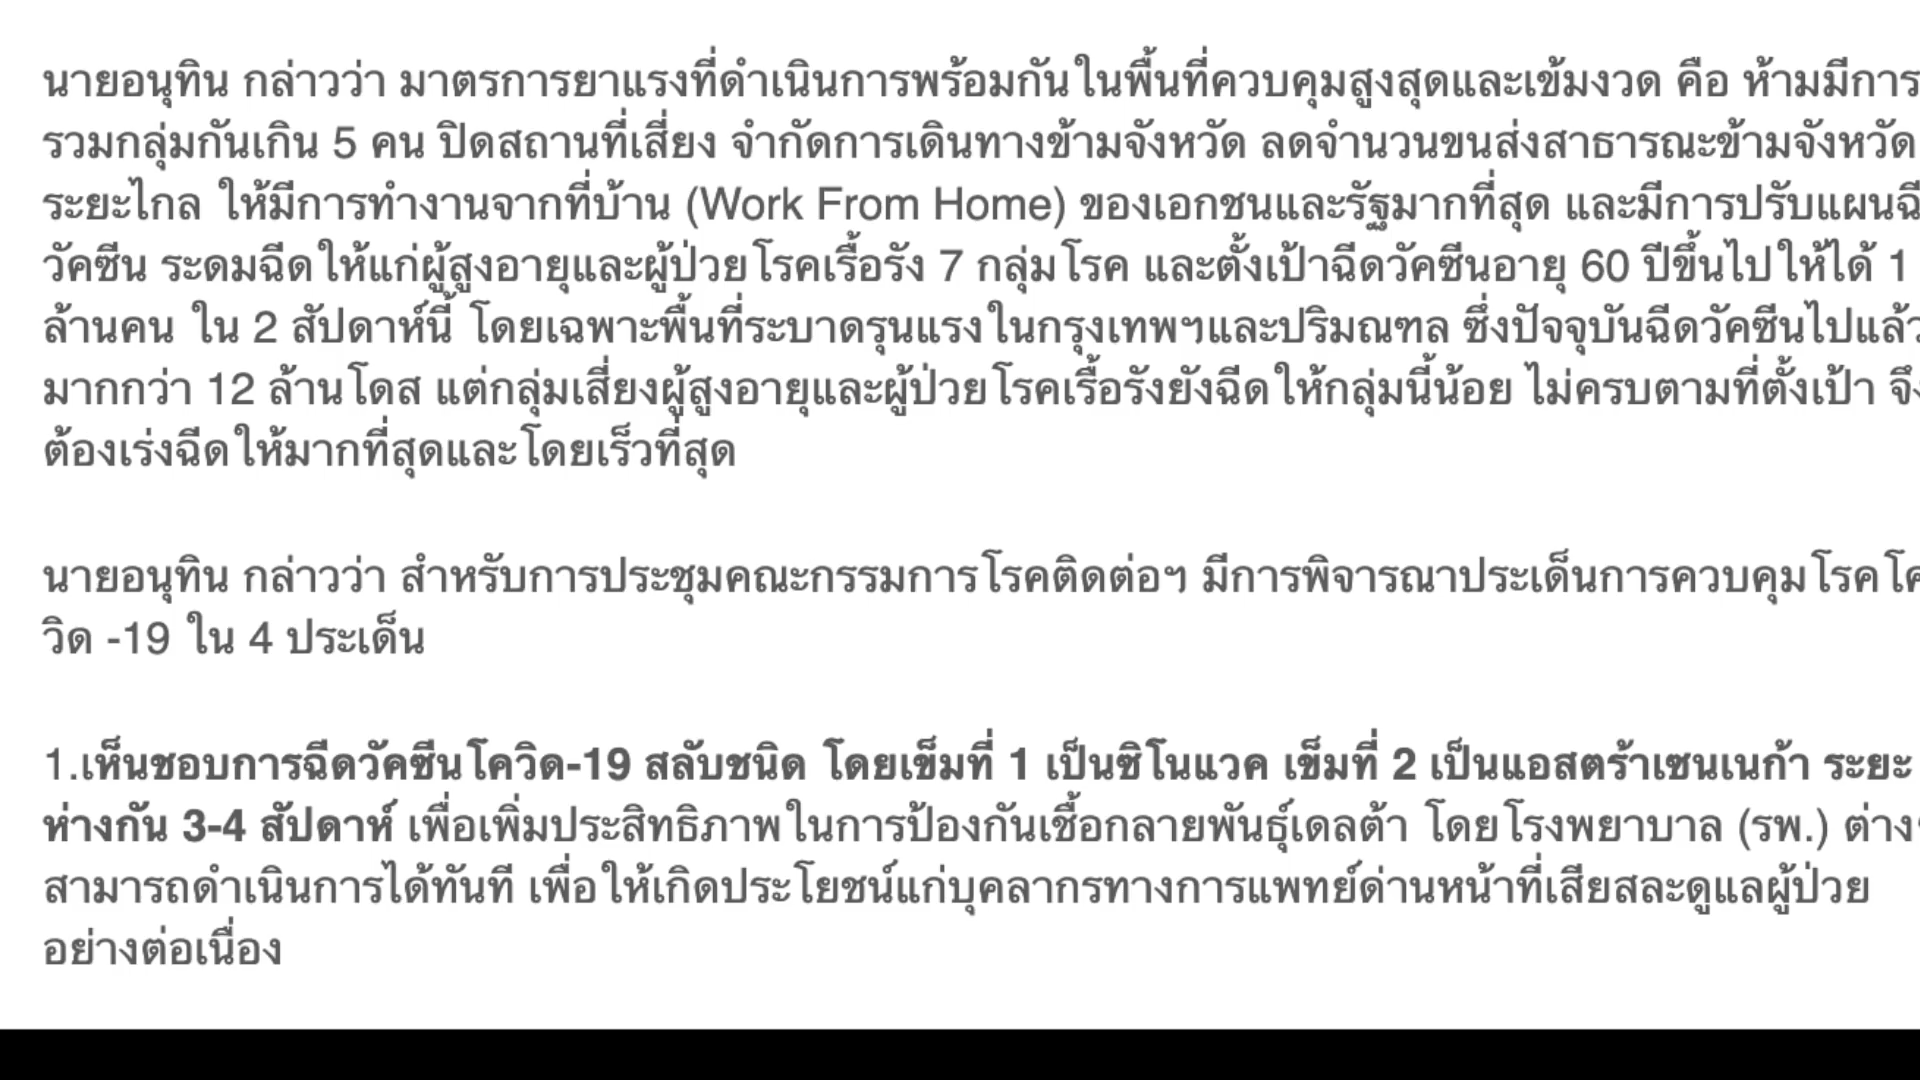 นายอนุทิน กล่าวว่า มาตรการยาแรงที่ดำเนินการพร้อมกันในพื้นที่ควบคุมสูงสุดและเข้มงวด คือ ห้ามมีการ
รวมกลุ่มกันเกิน 5 คน ปิดสถานที่เสี่ยง จำกัดการเดินทางข้ามจังหวัด ลดจำนวนขนส่งสาธารณะข้ามจังหวัด
ระยะไกล ให้มีการทำงานจากที่บ้าน (Work From Home) ของเอกชนและรัฐมากที่สุด และมีการปรับแผนฉี
วัคซีน ระดมฉีดให้แก่ผู้สูงอายุและผู้ป่วยโรคเรื้อรัง 7 กลุ่มโรค และตั้งเป้าฉีดวัคซีนอายุ 60 ปีขึ้นไปให้ได้ 1
ล้านคน ใน 2 สัปดาห์นี้ โดยเฉพาะพื้นที่ระบาดรุนแรงในกรุงเทพฯและปริมณฑล ซึ่งปัจจุบันฉีดวัคซีนไปแล้ว
มากกว่า 12 ล้านโดส แต่กลุ่มเสี่ยงผู้สูงอายุและผู้ป่วยโรคเรื้อรังยังฉีดให้กลุ่มนี้น้อย ไม่ครบตามที่ตั้งเป้า จึง
ต้องเร่งฉีดให้มากที่สุดและโดยเร็วที่สุด
นายอนุทิน กล่าวว่า สำหรับการประชุมคณะกรรมการโรคติดต่อฯ มีการพิจารณาประเด็นการควบคุมโรคโค
วิด -19 ใน 4 ประเด็น
1.เห็นชอบการฉีดวัคซีนโควิด-19 สลับชนิด โดยเข็มที่ 1 เป็นซิโนแวค เข็มที่ 2 เป็นแอสตร้าเซนเนก้า ระยะ
ห่างกัน 3-4 สัปดาห์ เพื่อเพิ่มประสิทธิภาพในการป้องกันเชื้อกลายพันธุ์เดลต้า โดยโรงพยาบาล (รพ.) ต่าง
สามารถดำเนินการได้ทันที เพื่อให้เกิดประโยชน์แก่บุคลากรทางการแพทย์ด่านหน้าที่เสียสละดูแลผู้ป่วย
อย่างต่อเนื่อง